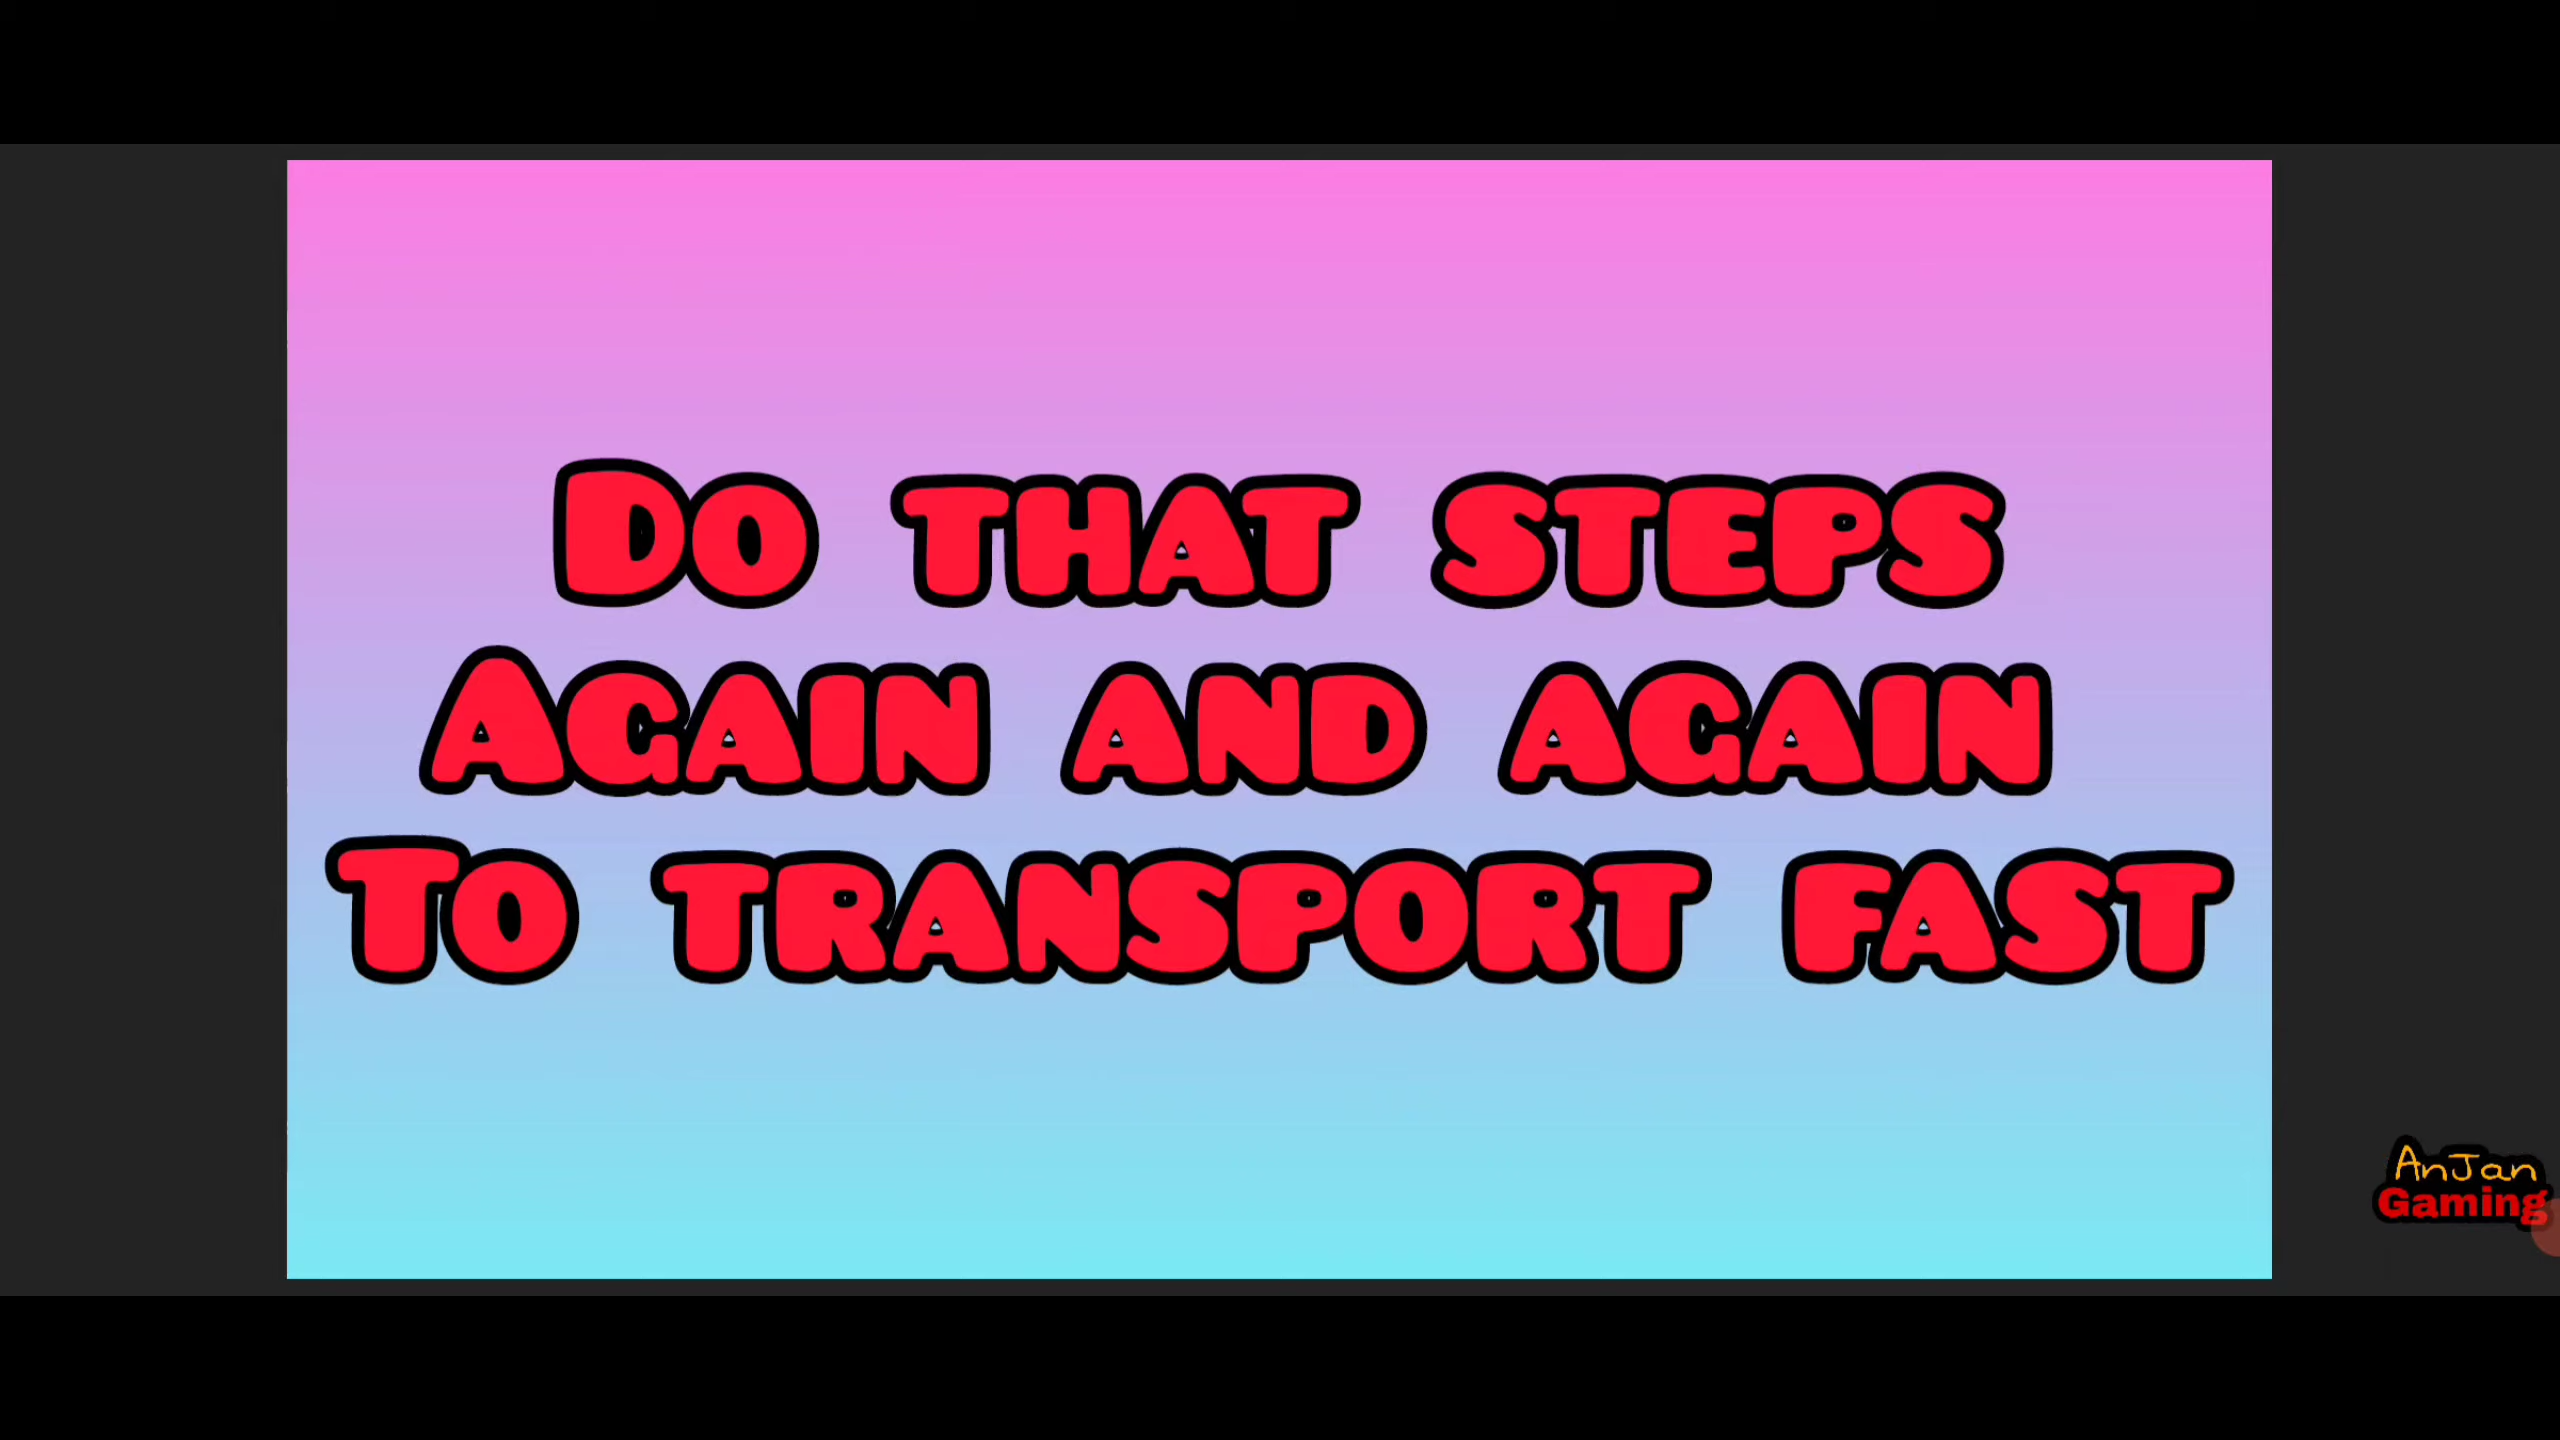 Do that steps
Again and again
To transport fast
AnJan
Gaming